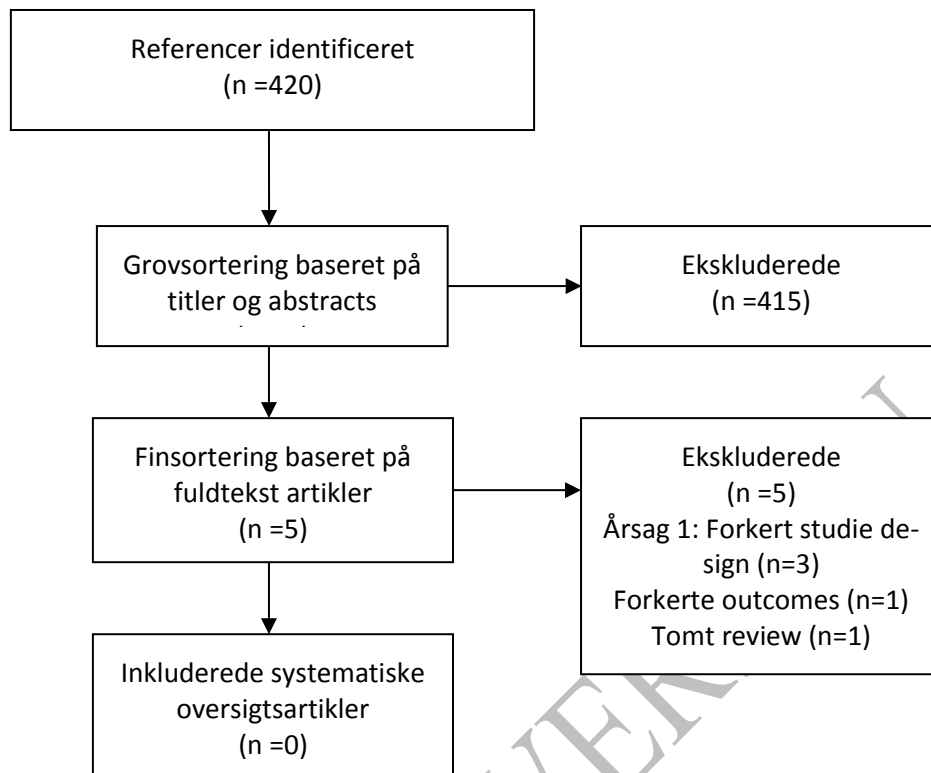 Referencer identificeret
(n =420)
Grovsortering baseret på
titler og abstracts
Ekskluderede
(n =415)
Finsortering baseret på
fuldtekst artikler
(n =5)
Ekskluderede
(n =5)
Årsag 1: Forkert studie de-
sign (n=3)
Forkerte outcomes (n=1)
Tomt review (n=1)
Inkluderede systematiske
oversigtsartikler
(n =0)